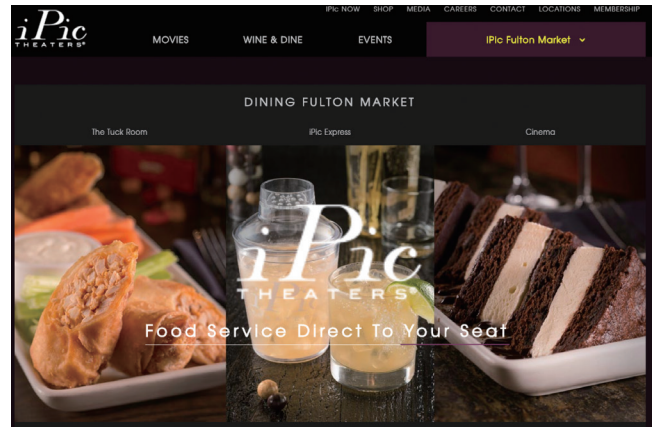 iPic NOW SHOP MEDIA CAREERS CONTACT LOCATIONS MEMBERSHIP
iPic
THEATERS®
MOVIES WINE & DINE EVENTS iPic Fulton Market
DINING FULTON MARKET
The Tuck Room iPic Express Cinema
iPic
THEATERS®
Food Service Direct To Your Seat